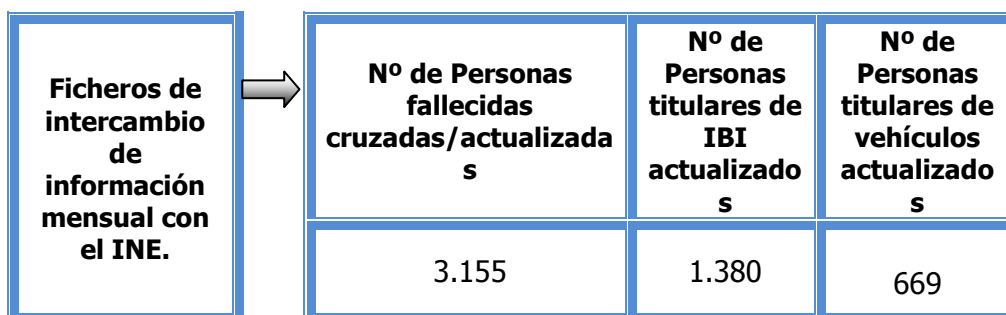 Ficheros de
intercambio
de
información
mensual con
el INE.
Nº de Personas
fallecidas
cruzadas/actualizada
s
Nº de
Personas
titulares de
IBI
actualizado
s
Nº de
Personas
titulares de
vehículos
actualizado
s
3.155
1.380
669